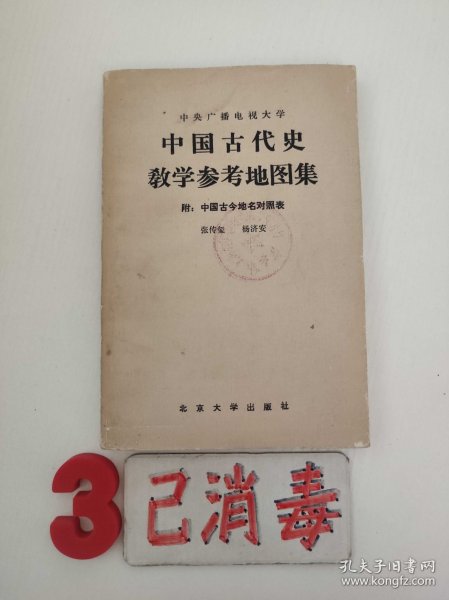 中央广播电视大学
中国古代史
教学参考地图集
附：中国古今地名对照表
张传玺 杨济安
北京大学出版社
3
已消毒
孔夫子旧书网
www.kongfz.com